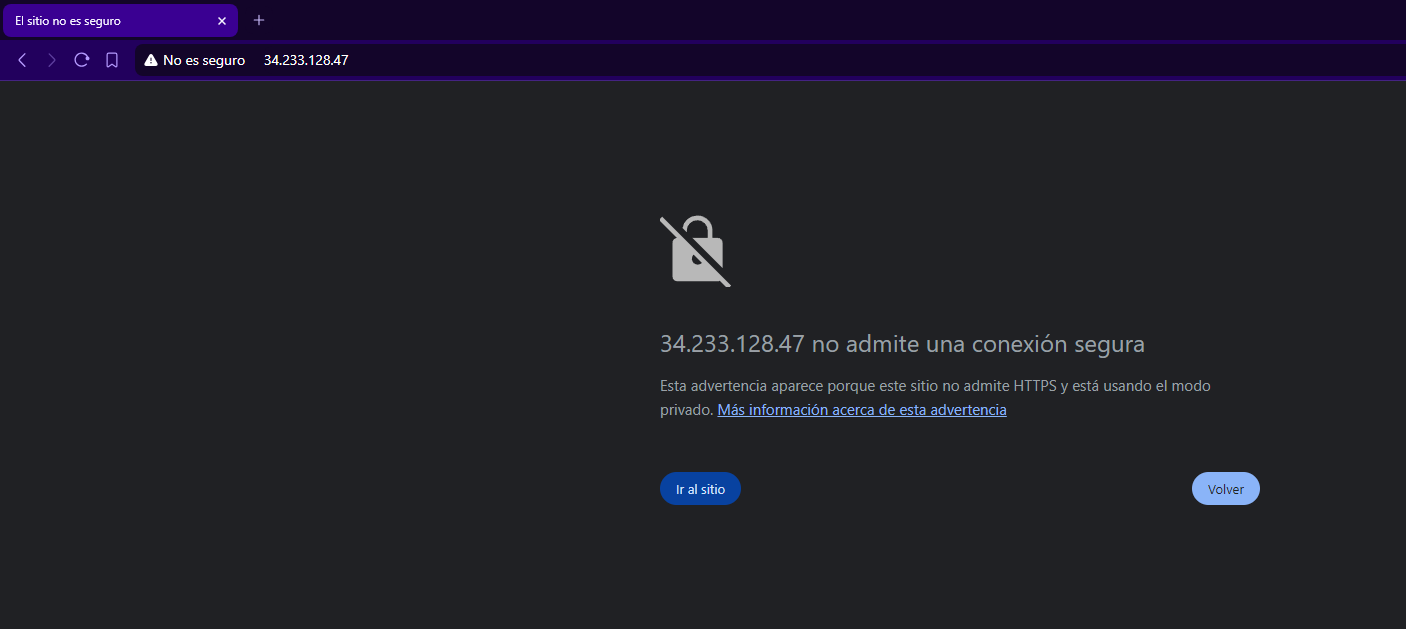 El sitio no es seguro
No es seguro 34.233.128.47
34.233.128.47 no admite una conexión segura
Esta advertencia aparece porque este sitio no admite HTTPS y está usando el modo
privado. Más información acerca de esta advertencia
Ir al sitio Volver